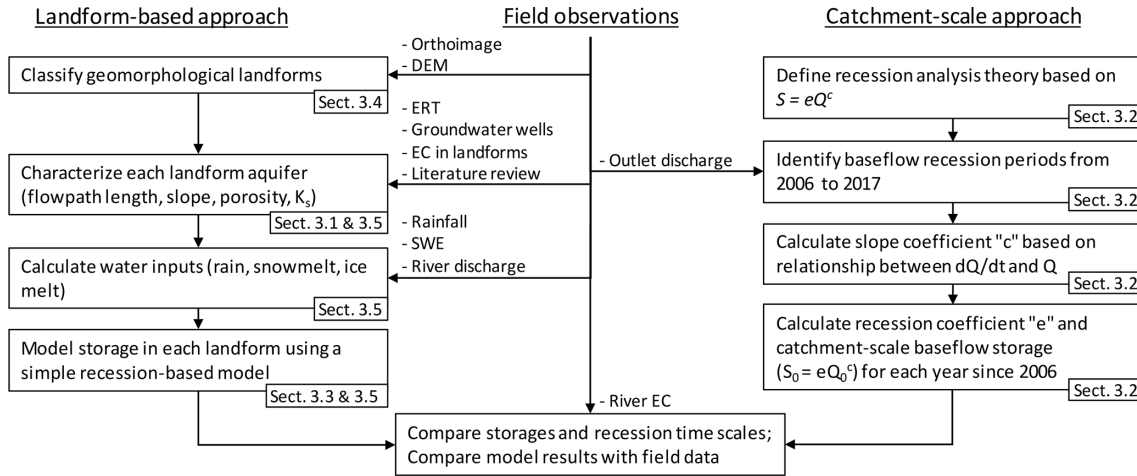 Landform-based approach
Classify geomorphological landforms
Sect. 3.4
Characterize each landform aquifer
(flowpath length, slope, porosity, Kₛ)
Sect. 3.1 & 3.5
Calculate water inputs (rain, snowmelt, ice
melt)
Sect. 3.5
Model storage in each landform using a
simple recession-based model
Sect. 3.3 & 3.5
Field observations
- Orthoimage
- DEM
- ERT
- Groundwater wells
- EC in landforms
- Literature review
- Outlet discharge
- Rainfall
- SWE
- River discharge
- River EC
Catchment-scale approach
Define recession analysis theory based on
S = eQᶜ
Sect. 3.2
Identify baseflow recession periods from
2006 to 2017
Sect. 3.2
Calculate slope coefficient "c" based on
relationship between dQ/dt and Q
Sect. 3.2
Calculate recession coefficient "e" and
catchment-scale baseflow storage
(S₀ = eQ₀ᶜ) for each year since 2006
Sect. 3.2
Compare storages and recession time scales;
Compare model results with field data